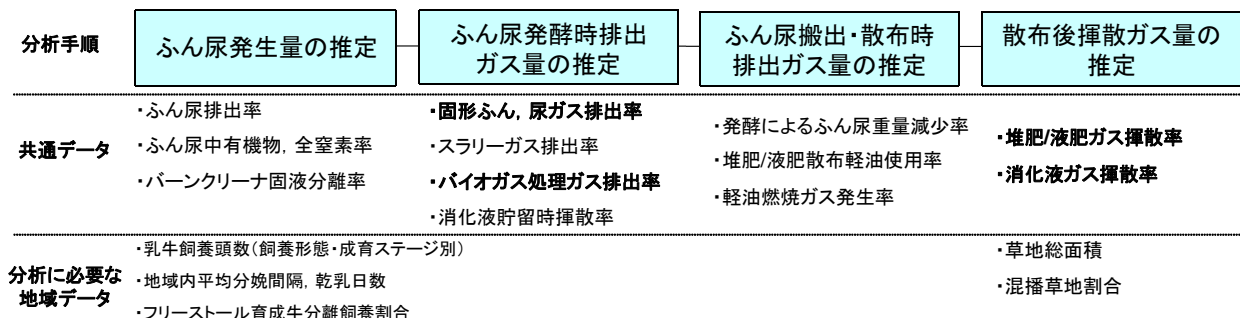 分析手順
ふん尿発生量の推定
ふん尿発酵時排出
ガス量の推定
ふん尿搬出・散布時
排出ガス量の推定
散布後揮散ガス量の
推定
共通データ
・ふん尿排出率
・ふん尿中有機物, 全窒素率
・バーンクリーナ固液分離率
・固形ふん, 尿ガス排出率
・スラリーガス排出率
・バイオガス処理ガス排出率
・消化液貯留時揮散率
・発酵によるふん尿重量減少率
・堆肥/液肥散布軽油使用率
・軽油燃焼ガス発生率
・堆肥/液肥ガス揮散率
・消化液ガス揮散率
分析に必要な
地域データ
・乳牛飼養頭数(飼養形態・成育ステージ別)
・地域内平均分娩間隔, 乾乳日数
・フリーストール育成牛分離飼養割合
・草地総面積
・混播草地割合